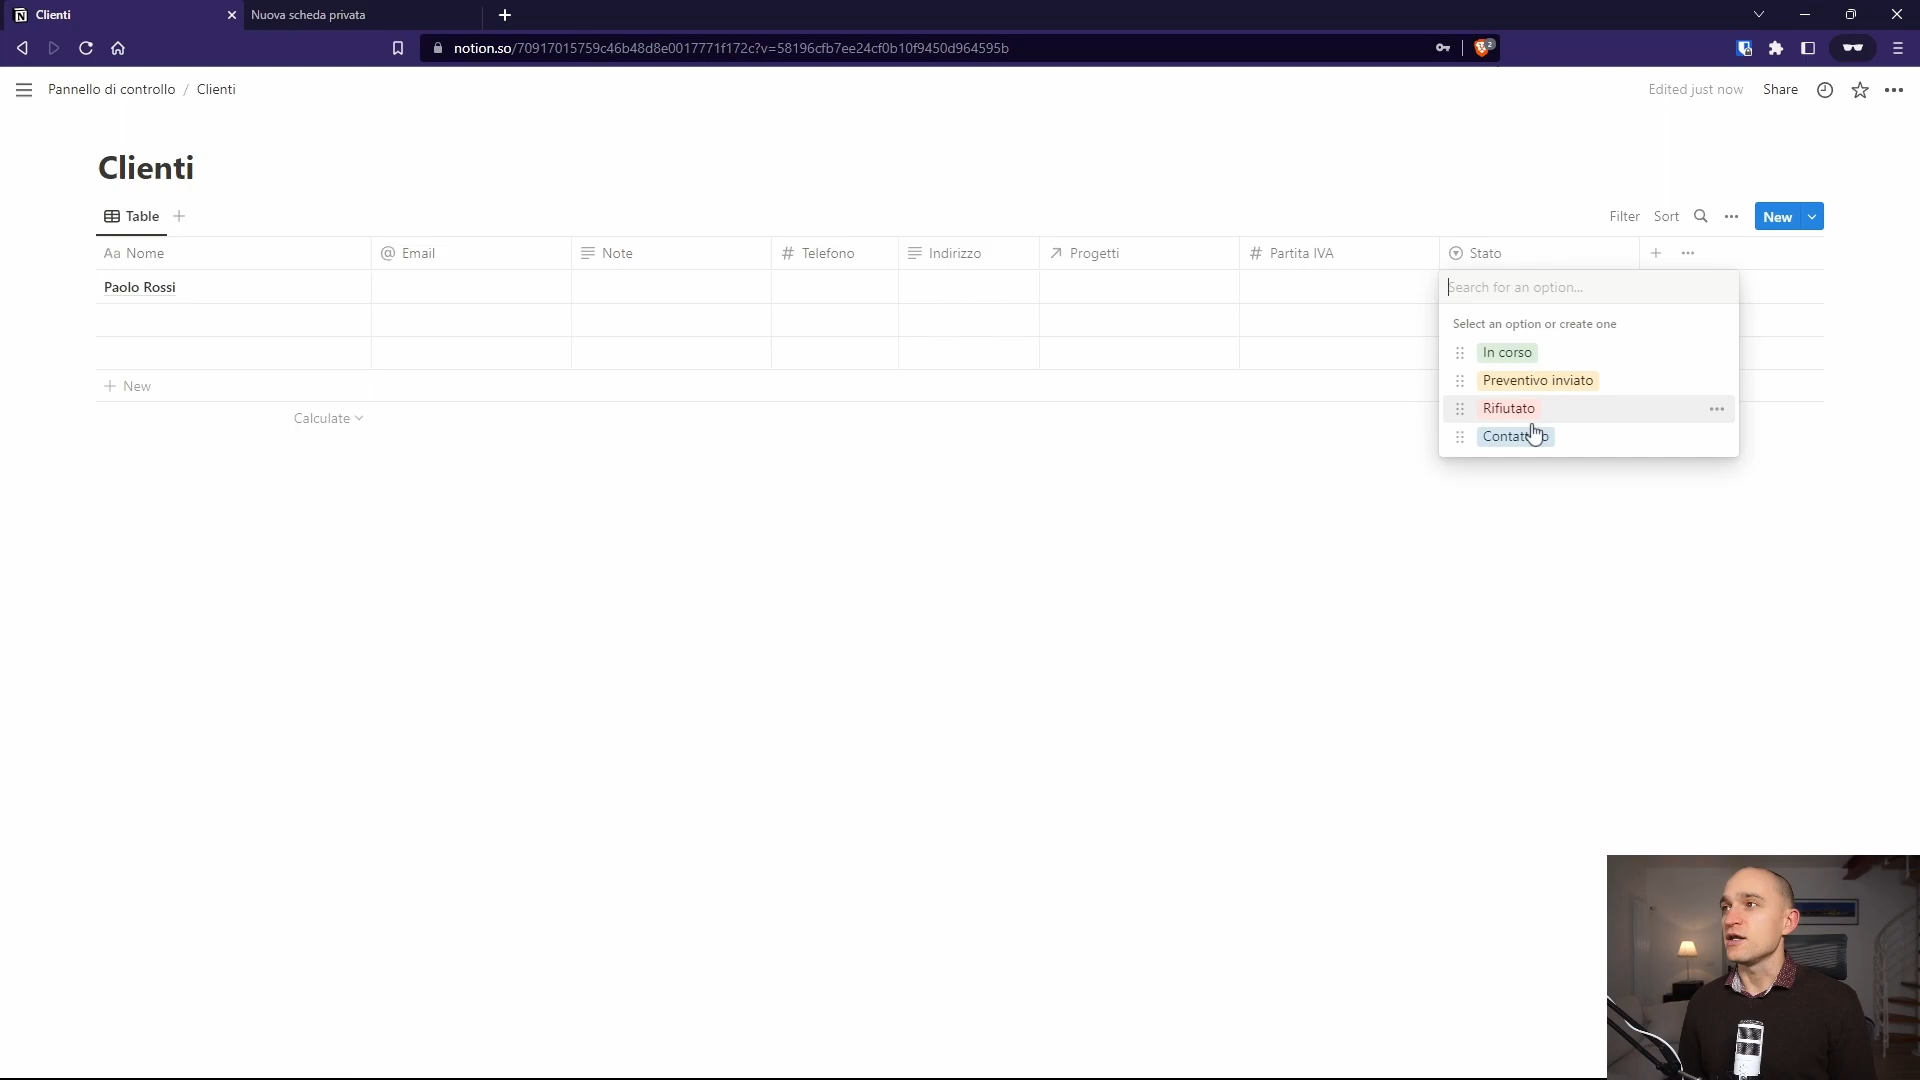 Clienti
Nuova scheda privata
notion.so/70917015759c46b48d8e0017771f172c?v=58196cfb7ee24cf0b10f9450d964595b
2
Pannello di controllo / Clienti
Edited just now
Share
Clienti
Table
Filter
Sort
New
Aa Nome
@ Email
Note
# Telefono
Indirizzo
Progetti
# Partita IVA
Stato
Paolo Rossi
Search for an option...
Select an option or create one
In corso
Preventivo inviato
Rifiutato
+ New
Calculate